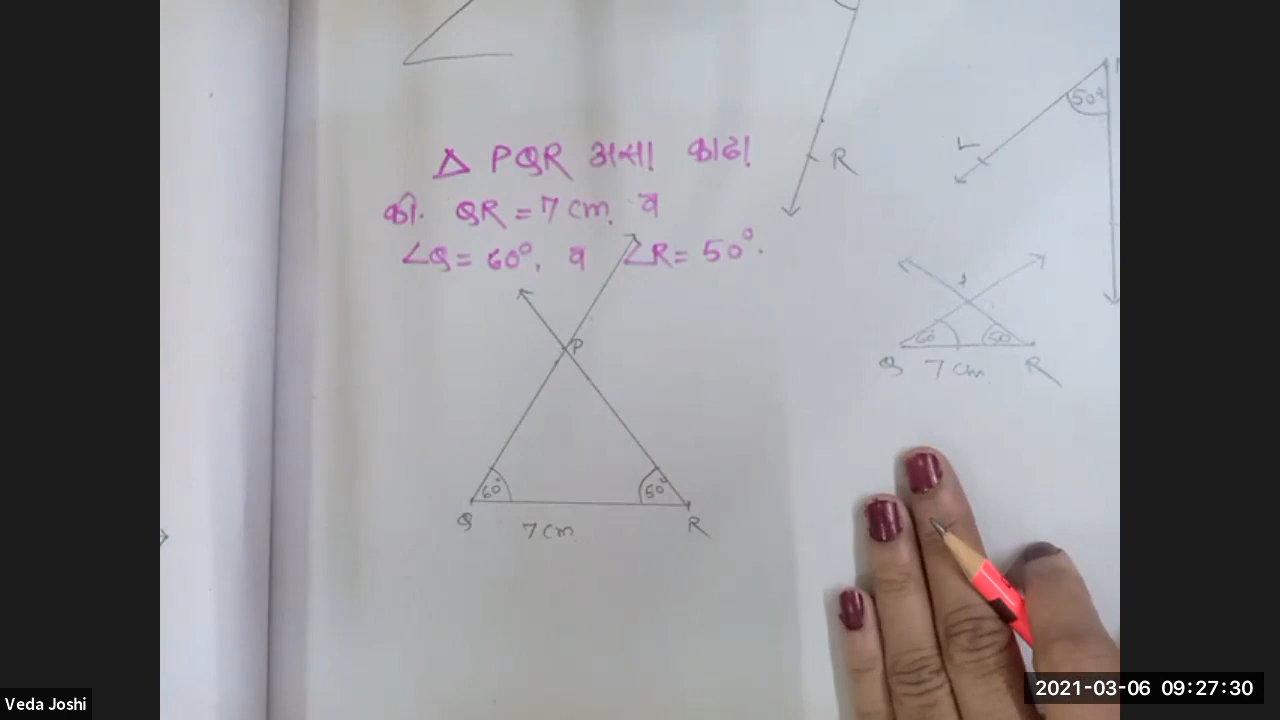 △ PQR असा काढा
की. QR = 7 cm. व
∠Q = 60°, व ∠R = 50°.
P
60° 50°
Q 7 cm R
R
50°
L
60° 50°
Q 7 cm R
Veda Joshi
2021-03-06 09:27:30